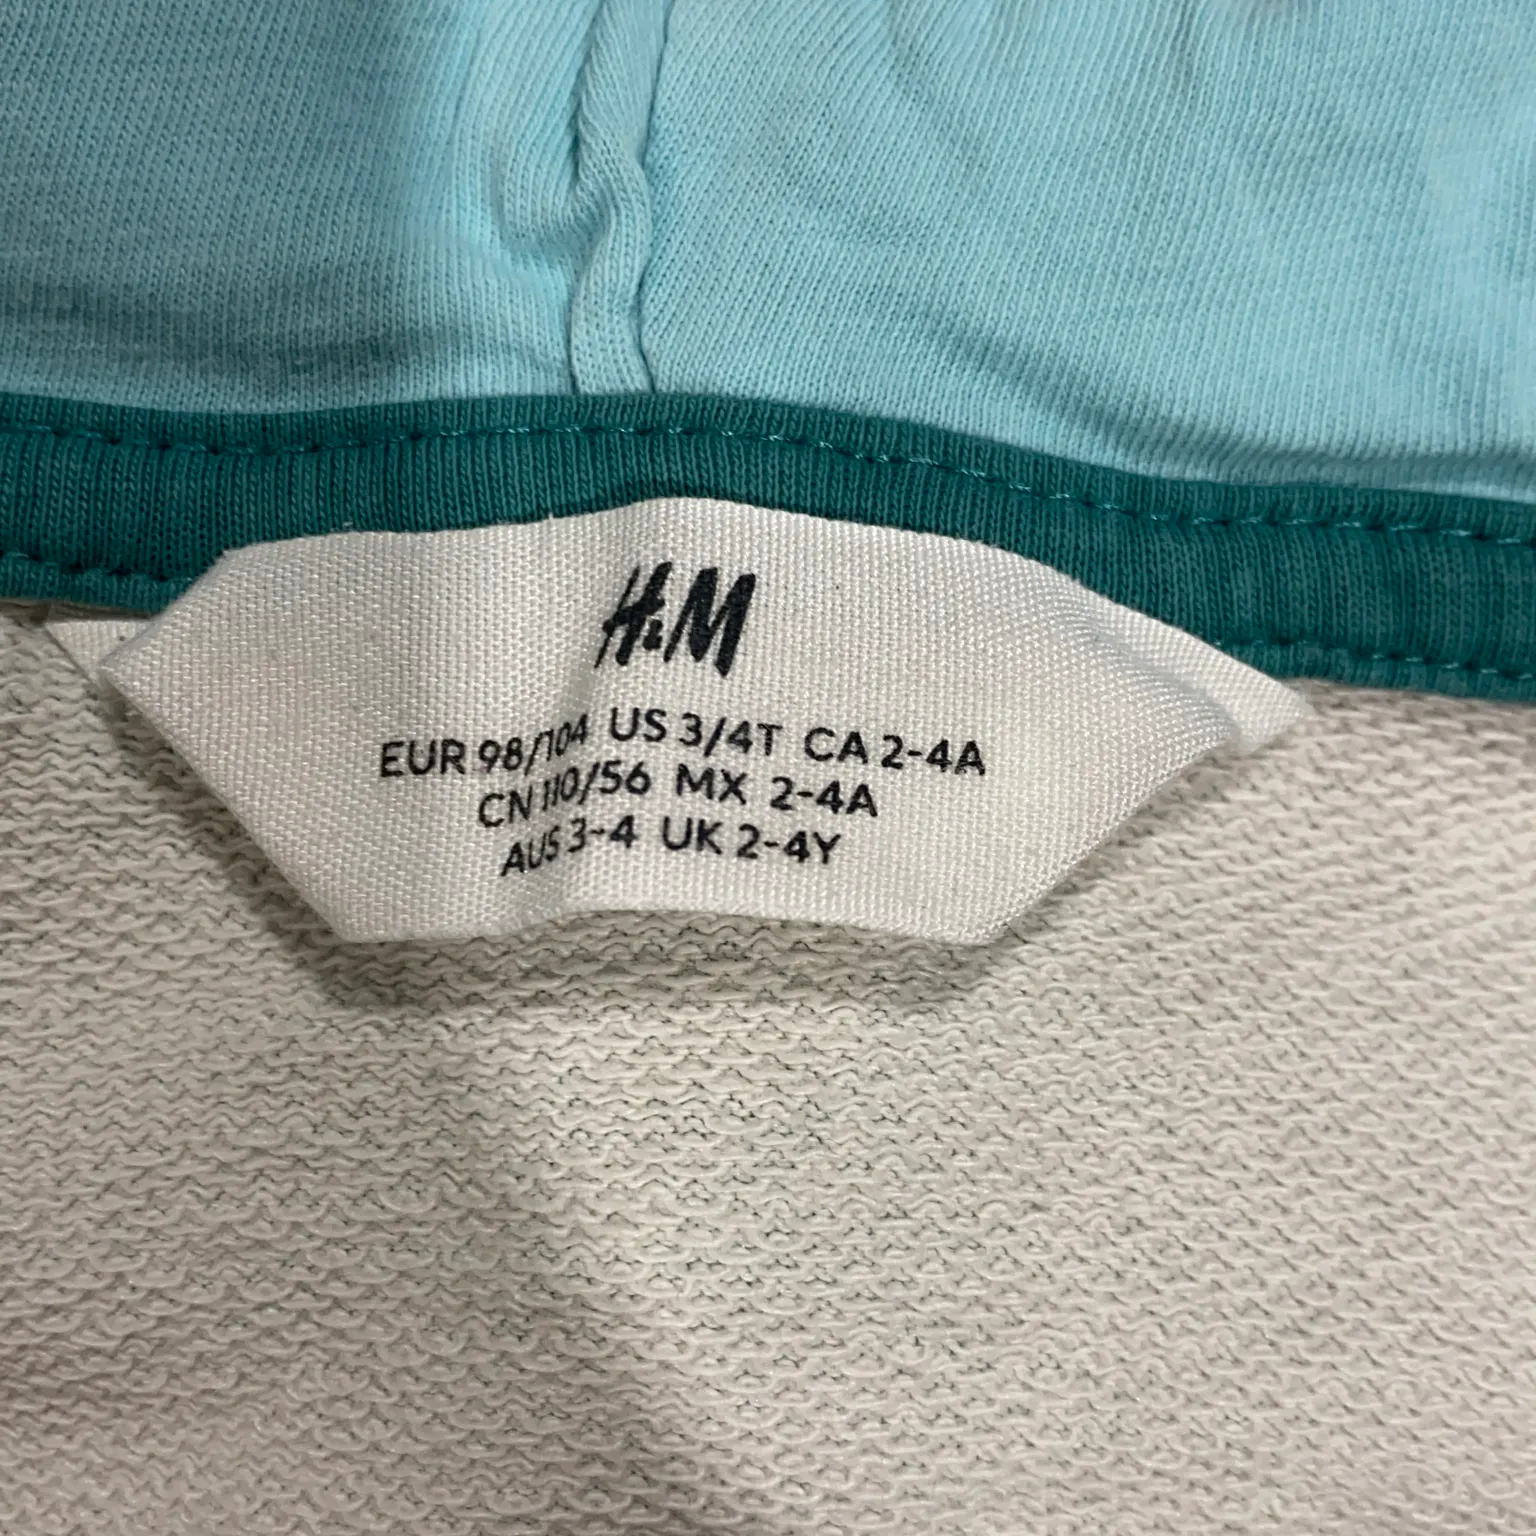 H&M
EUR 98/104 US 3/4T CA 2-4A
CN 110/56 MX 2-4A
AUS 3-4 UK 2-4Y